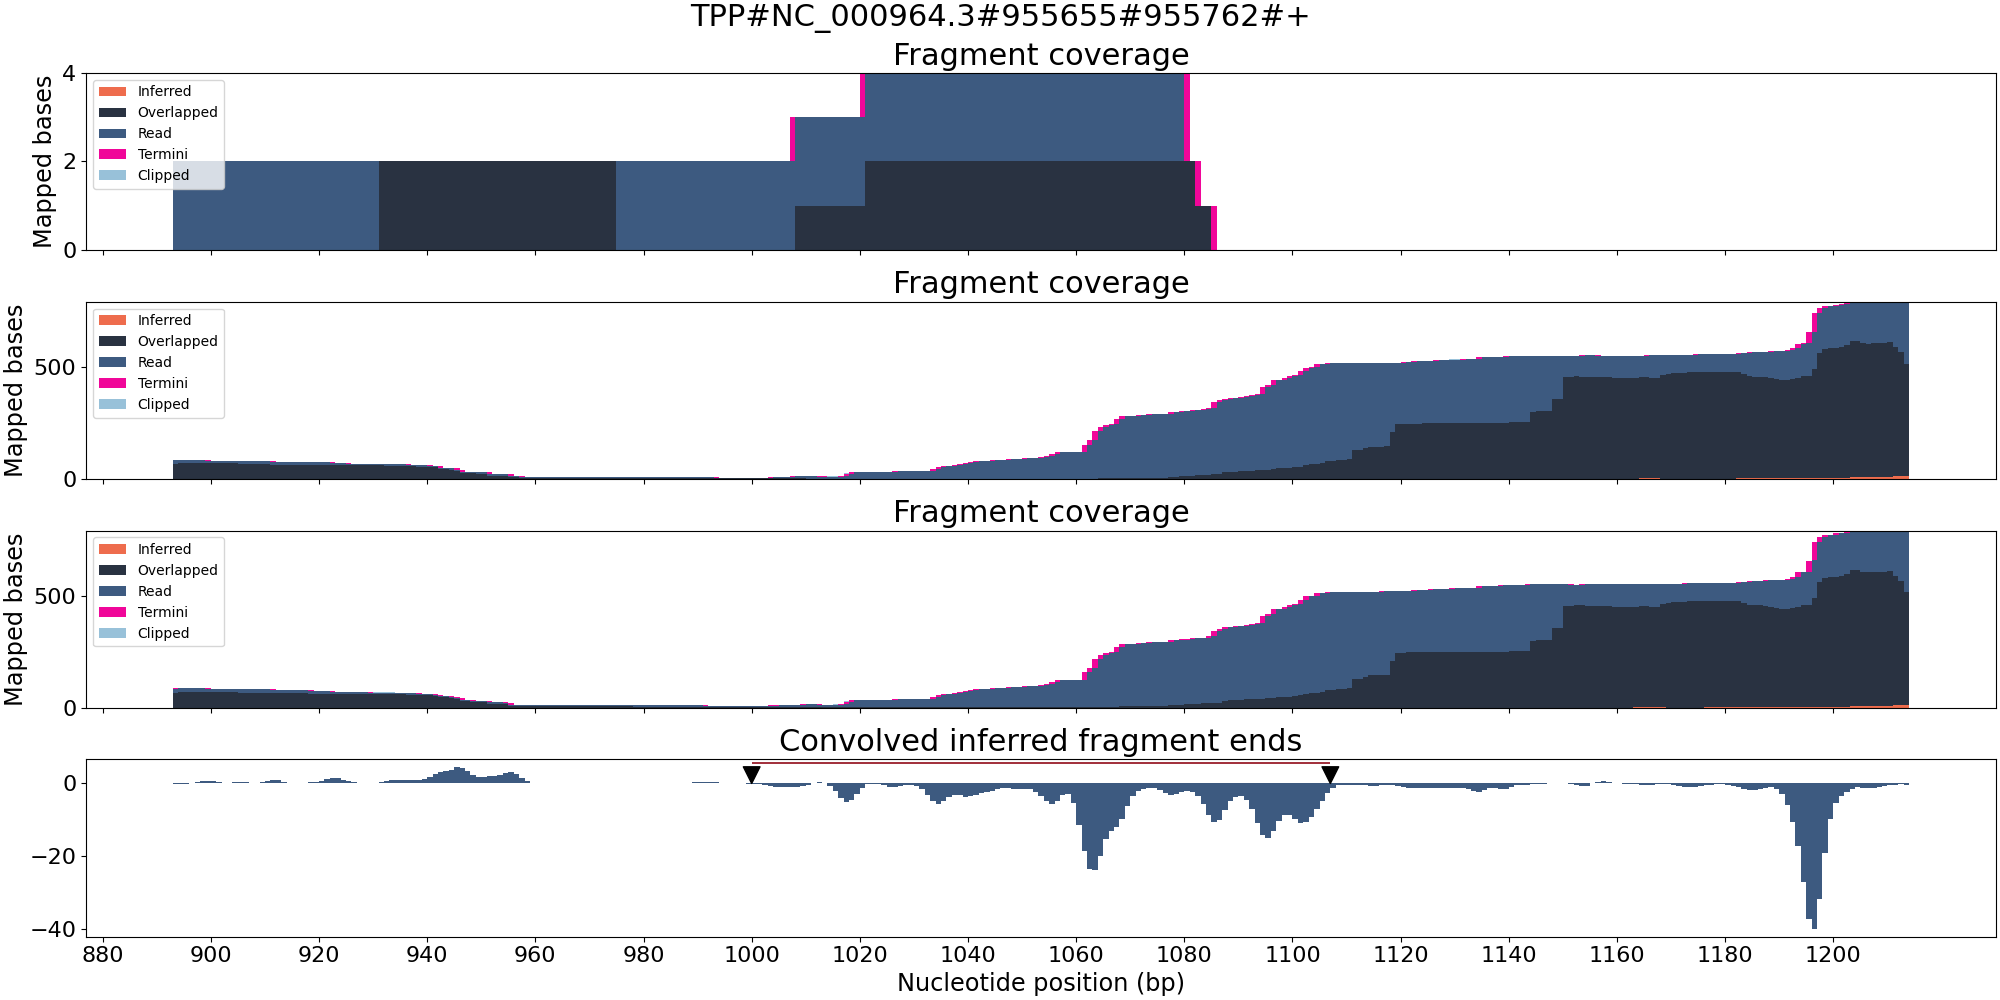 TPP#NC_000964.3#955655#955762#+
Fragment coverage
Mapped bases
4
2
0
Inferred
Overlapped
Read
Termini
Clipped
880 900 920 940 960 980 1000 1020 1040 1060 1080 1100 1120 1140 1160 1180 1200
Fragment coverage
Mapped bases
500
0
Inferred
Overlapped
Read
Termini
Clipped
Fragment coverage
Mapped bases
500
0
Inferred
Overlapped
Read
Termini
Clipped
Convolved inferred fragment ends
0
−20
−40
Nucleotide position (bp)